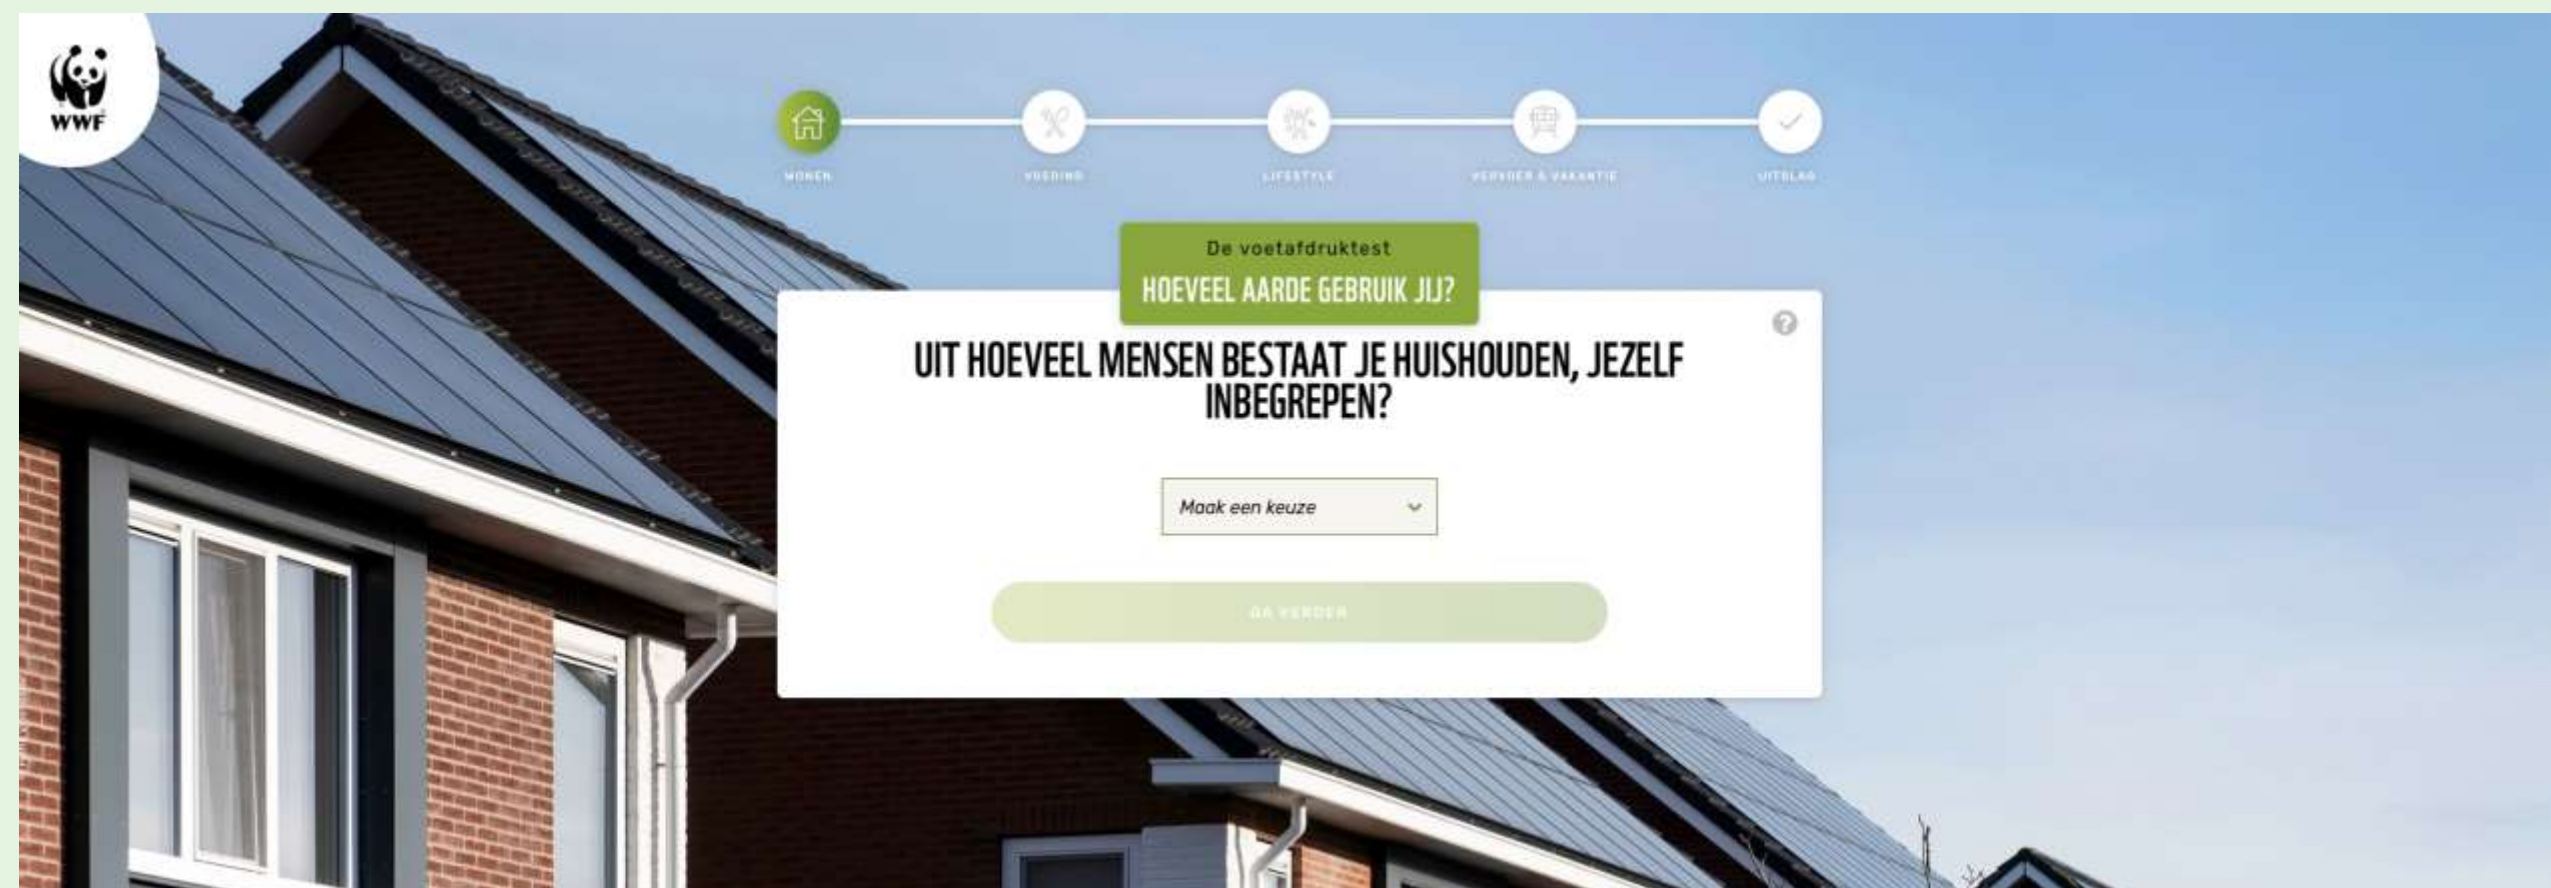 WWF
WONEN
VOEDING
LIFESTYLE
VERVOER & VAKANTIE
UITSLAG
De voetafdruktest
HOEVEEL AARDE GEBRUIK JIJ?
?
UIT HOEVEEL MENSEN BESTAAT JE HUISHOUDEN, JEZELF
INBEGREPEN?
Maak een keuze
GA VERDER